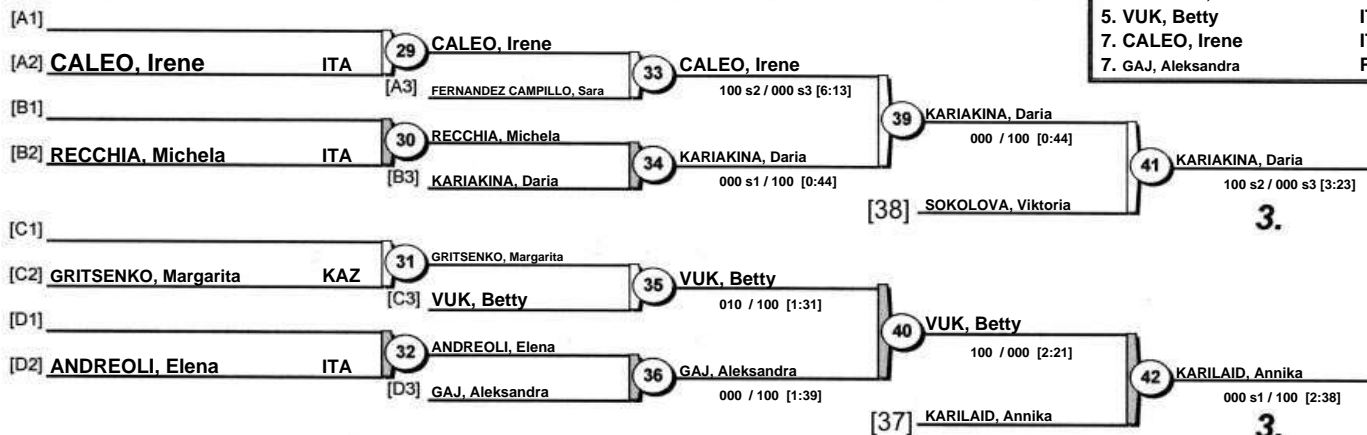 [A1]
[A2] CALEO, Irene ITA
29
CALEO, Irene
[A3] FERNANDEZ CAMPILLO, Sara
33
CALEO, Irene
100 s2 / 000 s3 [6:13]
[B1]
[B2] RECCHIA, Michela ITA
30
RECCHIA, Michela
[B3] KARIAKINA, Daria
34
KARIAKINA, Daria
000 s1 / 100 [0:44]
39
KARIAKINA, Daria
000 / 100 [0:44]
[38] SOKOLOVA, Viktoria
41
KARIAKINA, Daria
100 s2 / 000 s3 [3:23]
3.
[C1]
[C2] GRITSENKO, Margarita KAZ
31
GRITSENKO, Margarita
[C3] VUK, Betty
35
VUK, Betty
010 / 100 [1:31]
[D1]
[D2] ANDREOLI, Elena ITA
32
ANDREOLI, Elena
[D3] GAJ, Aleksandra
36
GAJ, Aleksandra
000 / 100 [1:39]
40
VUK, Betty
100 / 000 [2:21]
[37] KARILAID, Annika
42
KARILAID, Annika
000 s1 / 100 [2:38]
3.
5. VUK, Betty
7. CALEO, Irene
7. GAJ, Aleksandra